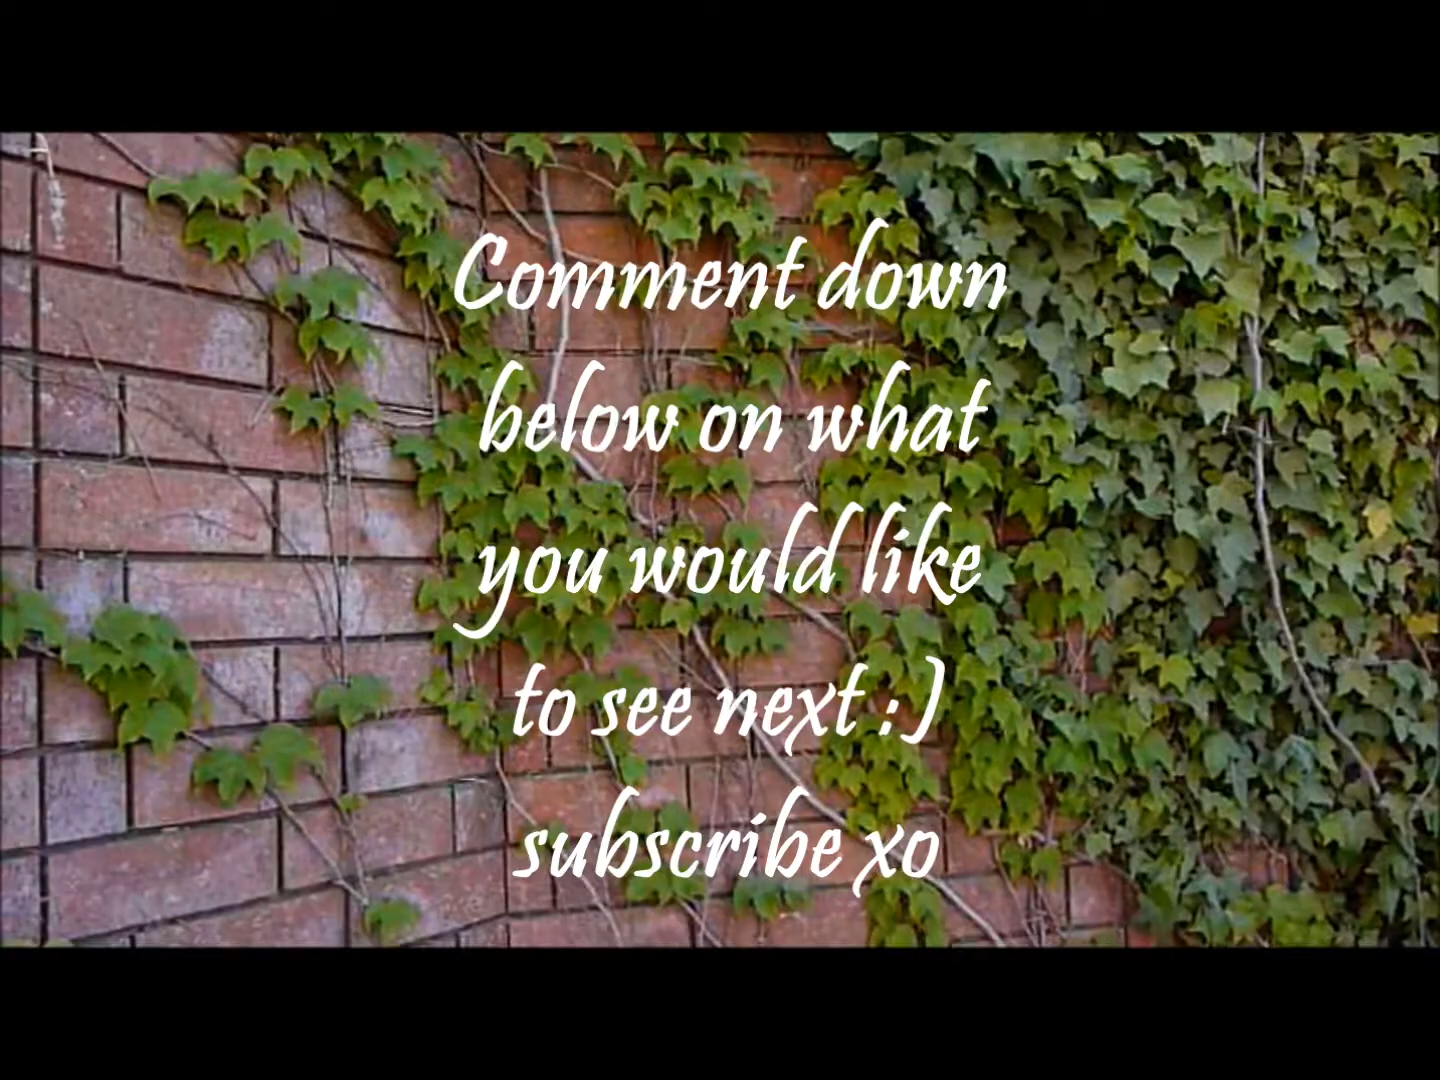 Comment down
below on what
you would like
to see next :)
subscribe xo